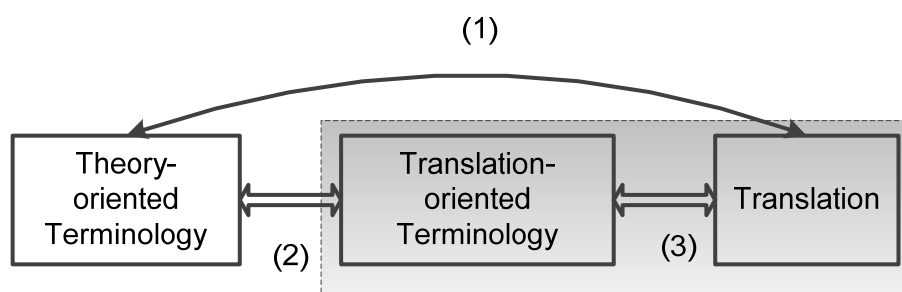 (1)
Theory-
oriented
Terminology
(2)
Translation-
oriented
Terminology
(3)
Translation